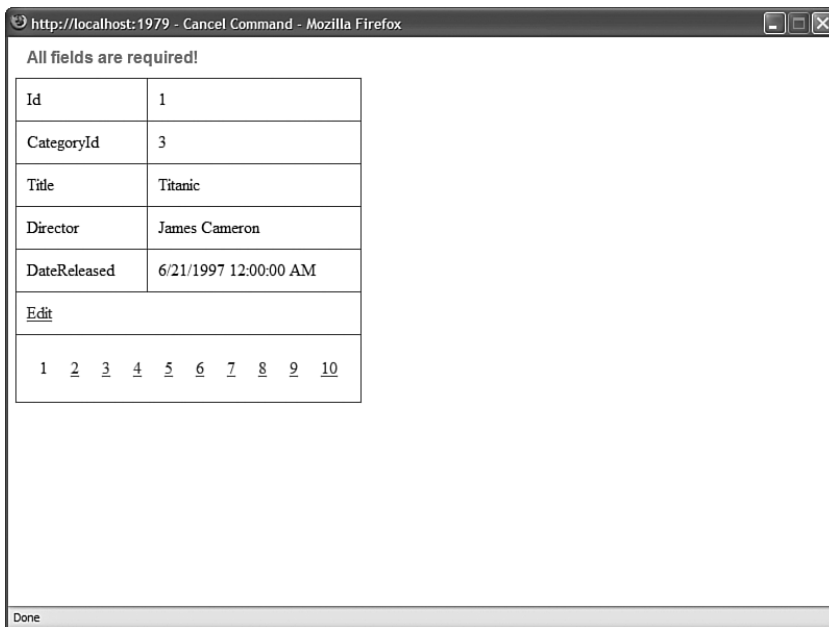 http://localhost:1979 - Cancel Command - Mozilla Firefox
All fields are required!
Id 1
CategoryId 3
Title Titanic
Director James Cameron
DateReleased 6/21/1997 12:00:00 AM
Edit
1 2 3 4 5 6 7 8 9 10
Done